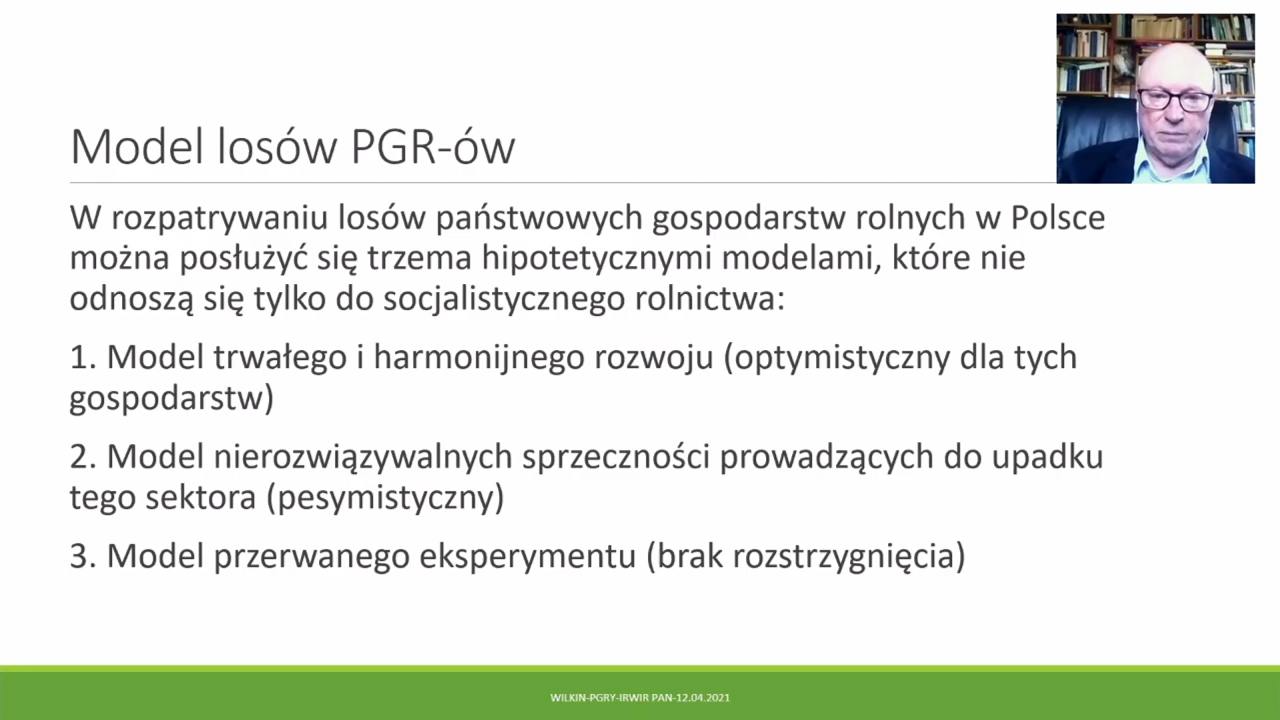 Model losów PGR-ów
W rozpatrywaniu losów państwowych gospodarstw rolnych w Polsce
można posłużyć się trzema hipotetycznymi modelami, które nie
odnoszą się tylko do socjalistycznego rolnictwa:
1. Model trwałego i harmonijnego rozwoju (optymistyczny dla tych
gospodarstw)
2. Model nierozwiązywalnych sprzeczności prowadzących do upadku
tego sektora (pesymistyczny)
3. Model przerwanego eksperymentu (brak rozstrzygnięcia)
WILKIN-PGRY-IRWIR PAN-12.04.2021